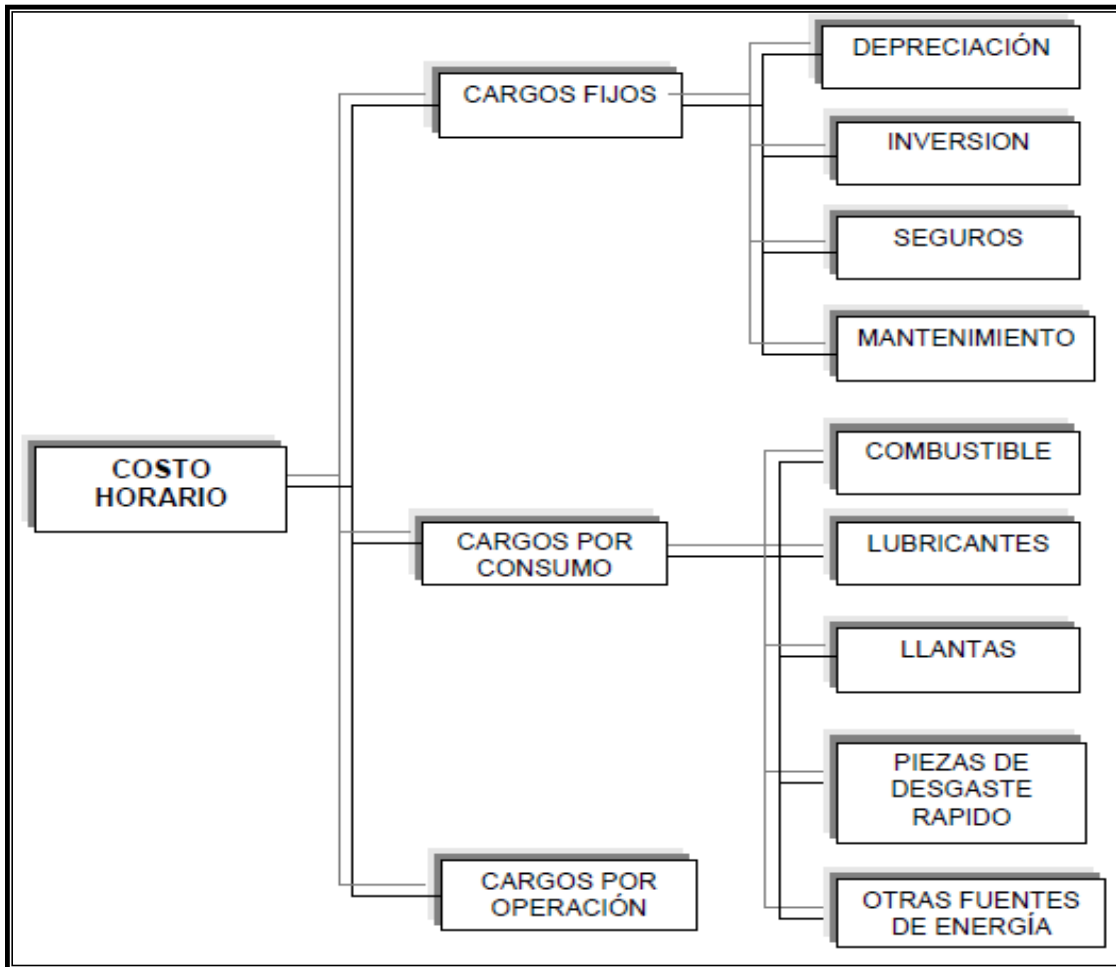 COSTO
HORARIO
CARGOS FIJOS
DEPRECIACIÓN
INVERSION
SEGUROS
MANTENIMIENTO
CARGOS POR
CONSUMO
COMBUSTIBLE
LUBRICANTES
LLANTAS
PIEZAS DE
DESGASTE
RAPIDO
OTRAS FUENTES
DE ENERGÍA
CARGOS POR
OPERACIÓN